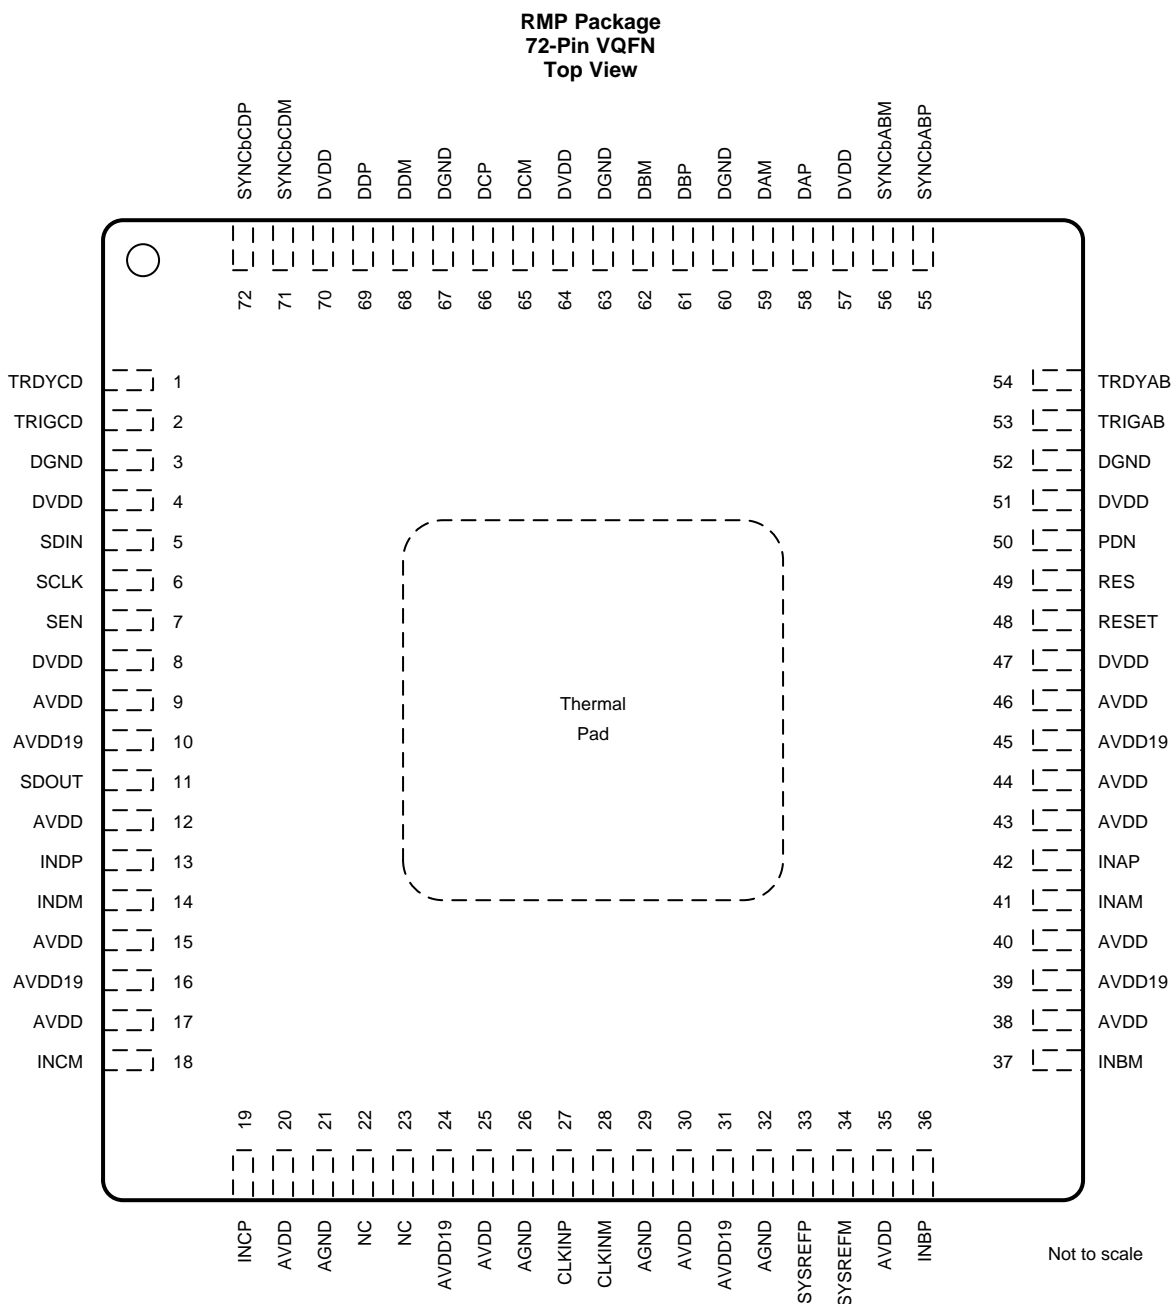 RMP Package
72-Pin VQFN
Top View
SYNCbCDP
SYNCbCDM
DVDD
DDP
DDM
DGND
DCP
DCM
DVDD
DGND
DBM
DBP
DGND
DAM
DAP
DVDD
SYNCbABM
SYNCbABP
72
71
70
69
68
67
66
65
64
63
62
61
60
59
58
57
56
55
TRDYCD 1 54 TRDYAB
TRIGCD 2 53 TRIGAB
DGND 3 52 DGND
DVDD 4 51 DVDD
SDIN 5 50 PDN
SCLK 6 49 RES
SEN 7 48 RESET
DVDD 8 47 DVDD
AVDD 9 46 AVDD
Thermal
Pad
AVDD19 10 45 AVDD19
SDOUT 11 44 AVDD
AVDD 12 43 AVDD
INDP 13 42 INAP
INDM 14 41 INAM
AVDD 15 40 AVDD
AVDD19 16 39 AVDD19
AVDD 17 38 AVDD
INCM 18 37 INBM
19
20
21
22
23
24
25
26
27
28
29
30
31
32
33
34
35
36
INCP
AVDD
AGND
NC
NC
AVDD19
AVDD
AGND
CLKINP
CLKINM
AGND
AVDD
AVDD19
AGND
SYSREFP
SYSREFM
AVDD
INBP
Not to scale